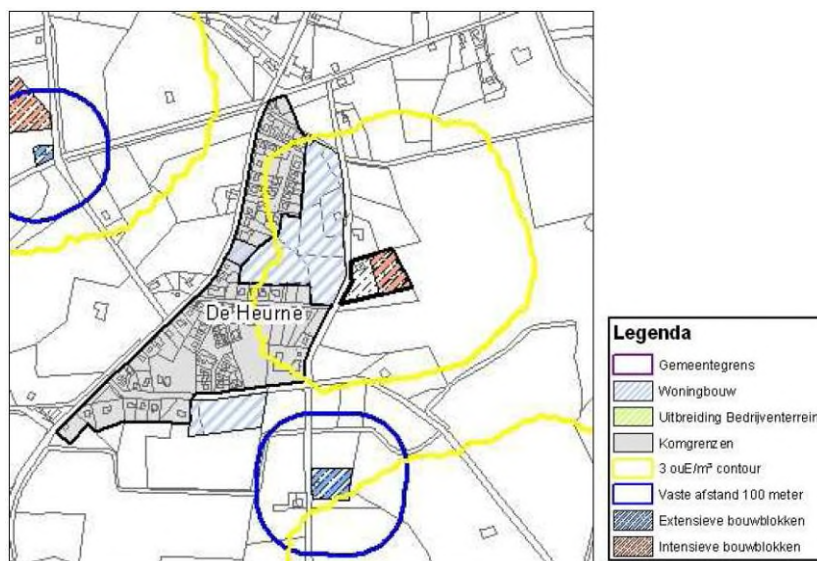 De Heurne
Legenda
Gemeentegrens
Woningbouw
Uitbreiding Bedrijventerrein
Komgrenzen
3 ouE/m³ contour
Vaste afstand 100 meter
Extensieve bouwblokken
Intensieve bouwblokken